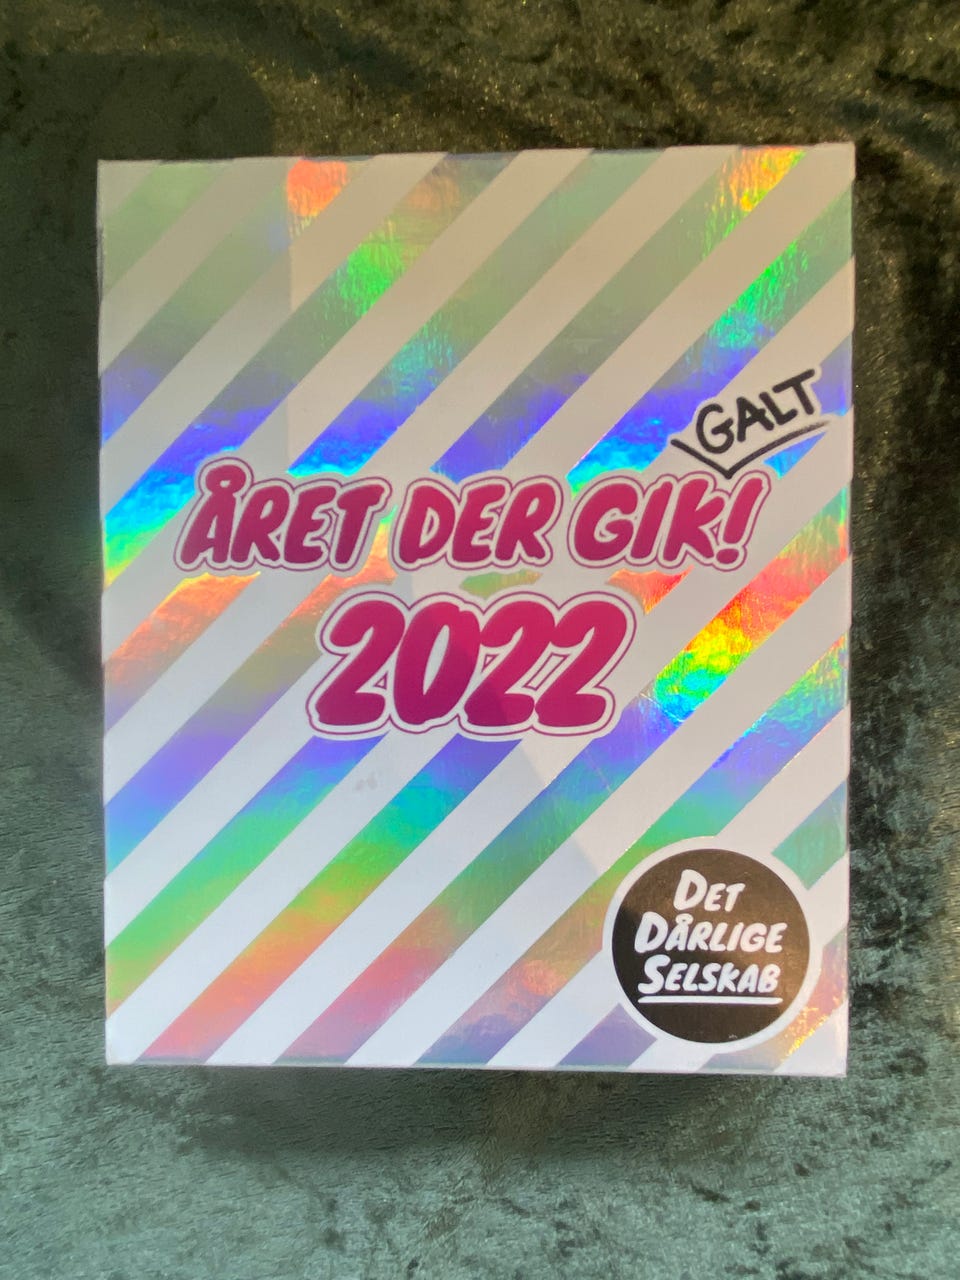 GALT
ÅRET DER GIK!
2022
DET
DÅRLIGE
SELSKAB